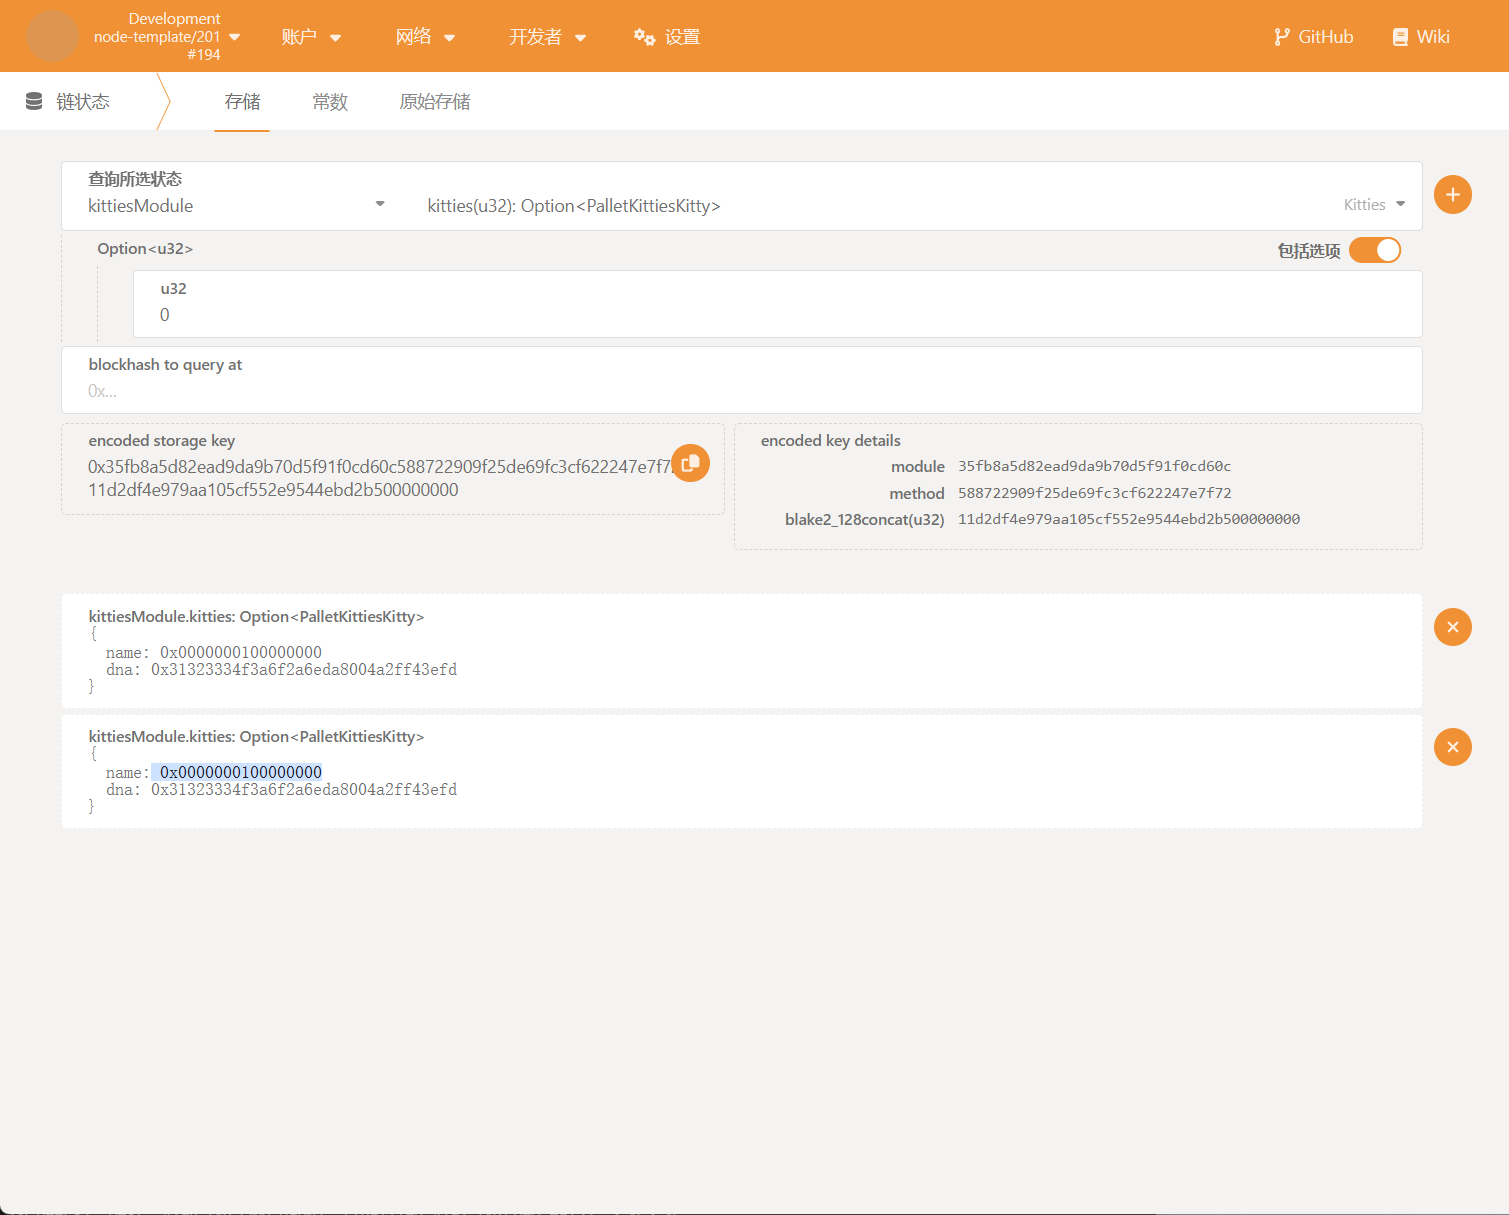 Development
node-template/201
#194
账户
网络
开发者
设置
GitHub
Wiki
链状态
存储
常数
原始存储
查询所选状态
kittiesModule
kitties(u32): Option<PalletKittiesKitty>
Kitties
Option<u32>
包括选项
u32
0
blockhash to query at
0x...
encoded storage key
0x35fb8a5d82ead9da9b70d5f91f0cd60c588722909f25de69fc3cf622247e7f7
11d2df4e979aa105cf552e9544ebd2b500000000
encoded key details
module 35fb8a5d82ead9da9b70d5f91f0cd60c
method 588722909f25de69fc3cf622247e7f72
blake2_128concat(u32) 11d2df4e979aa105cf552e9544ebd2b500000000
kittiesModule.kitties: Option<PalletKittiesKitty>
{
name: 0x0000000100000000
dna: 0x31323334f3a6f2a6eda8004a2ff43efd
}
kittiesModule.kitties: Option<PalletKittiesKitty>
{
name: 0x0000000100000000
dna: 0x31323334f3a6f2a6eda8004a2ff43efd
}